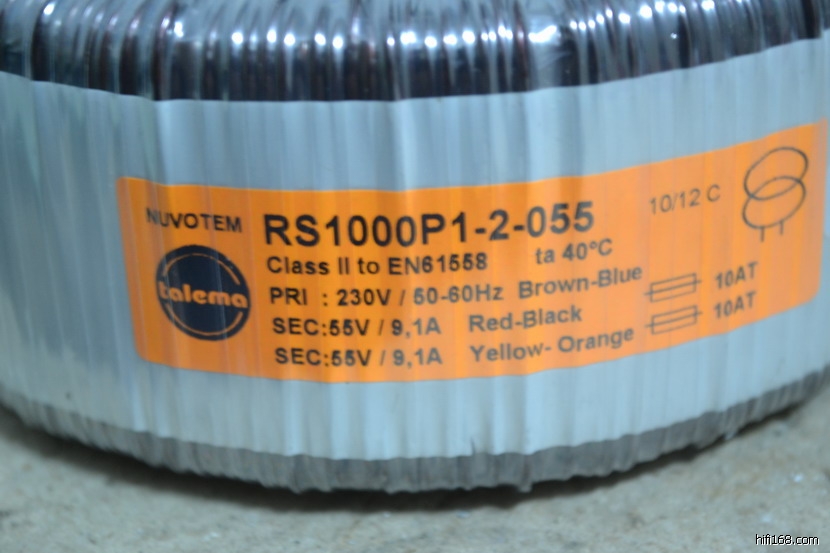 NUVOTEM RS1000P1-2-055 10/12 C
talema
Class II to EN61558 ta 40°C
PRI : 230V / 50-60Hz Brown-Blue
SEC:55V / 9,1A Red-Black 10AT
SEC:55V / 9,1A Yellow- Orange 10AT
hifi168.com